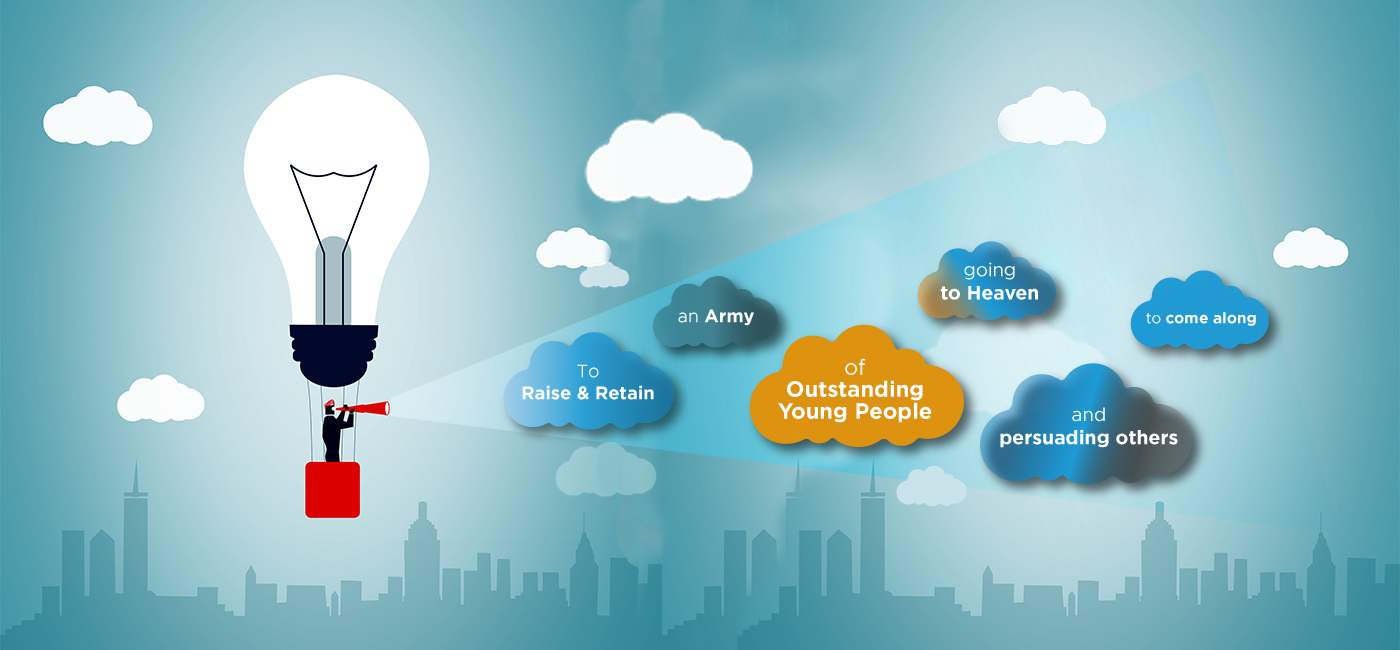 To
Raise & Retain
an Army
of
Outstanding
Young People
going
to Heaven
and
persuading others
to come along